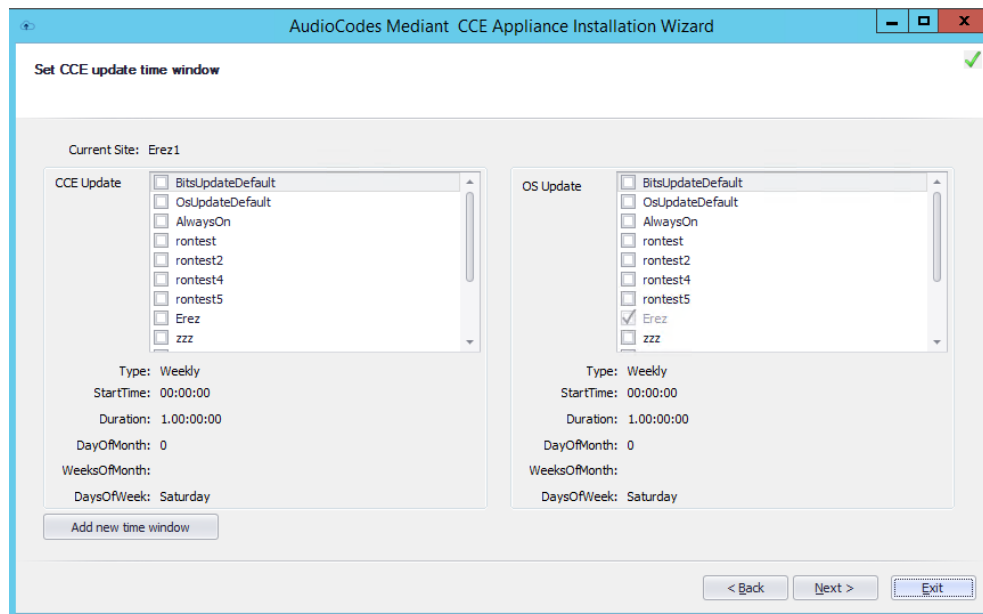 AudioCodes Mediant CCE Appliance Installation Wizard
Set CCE update time window
Current Site: Erez1
CCE Update
BitsUpdateDefault
OsUpdateDefault
AlwaysOn
rontest
rontest2
rontest4
rontest5
Erez
zzz
Type: Weekly
StartTime: 00:00:00
Duration: 1.00:00:00
DayOfMonth: 0
WeeksOfMonth:
DaysOfWeek: Saturday
OS Update
BitsUpdateDefault
OsUpdateDefault
AlwaysOn
rontest
rontest2
rontest4
rontest5
Erez
zzz
Type: Weekly
StartTime: 00:00:00
Duration: 1.00:00:00
DayOfMonth: 0
WeeksOfMonth:
DaysOfWeek: Saturday
Add new time window
< Back
Next >
Exit